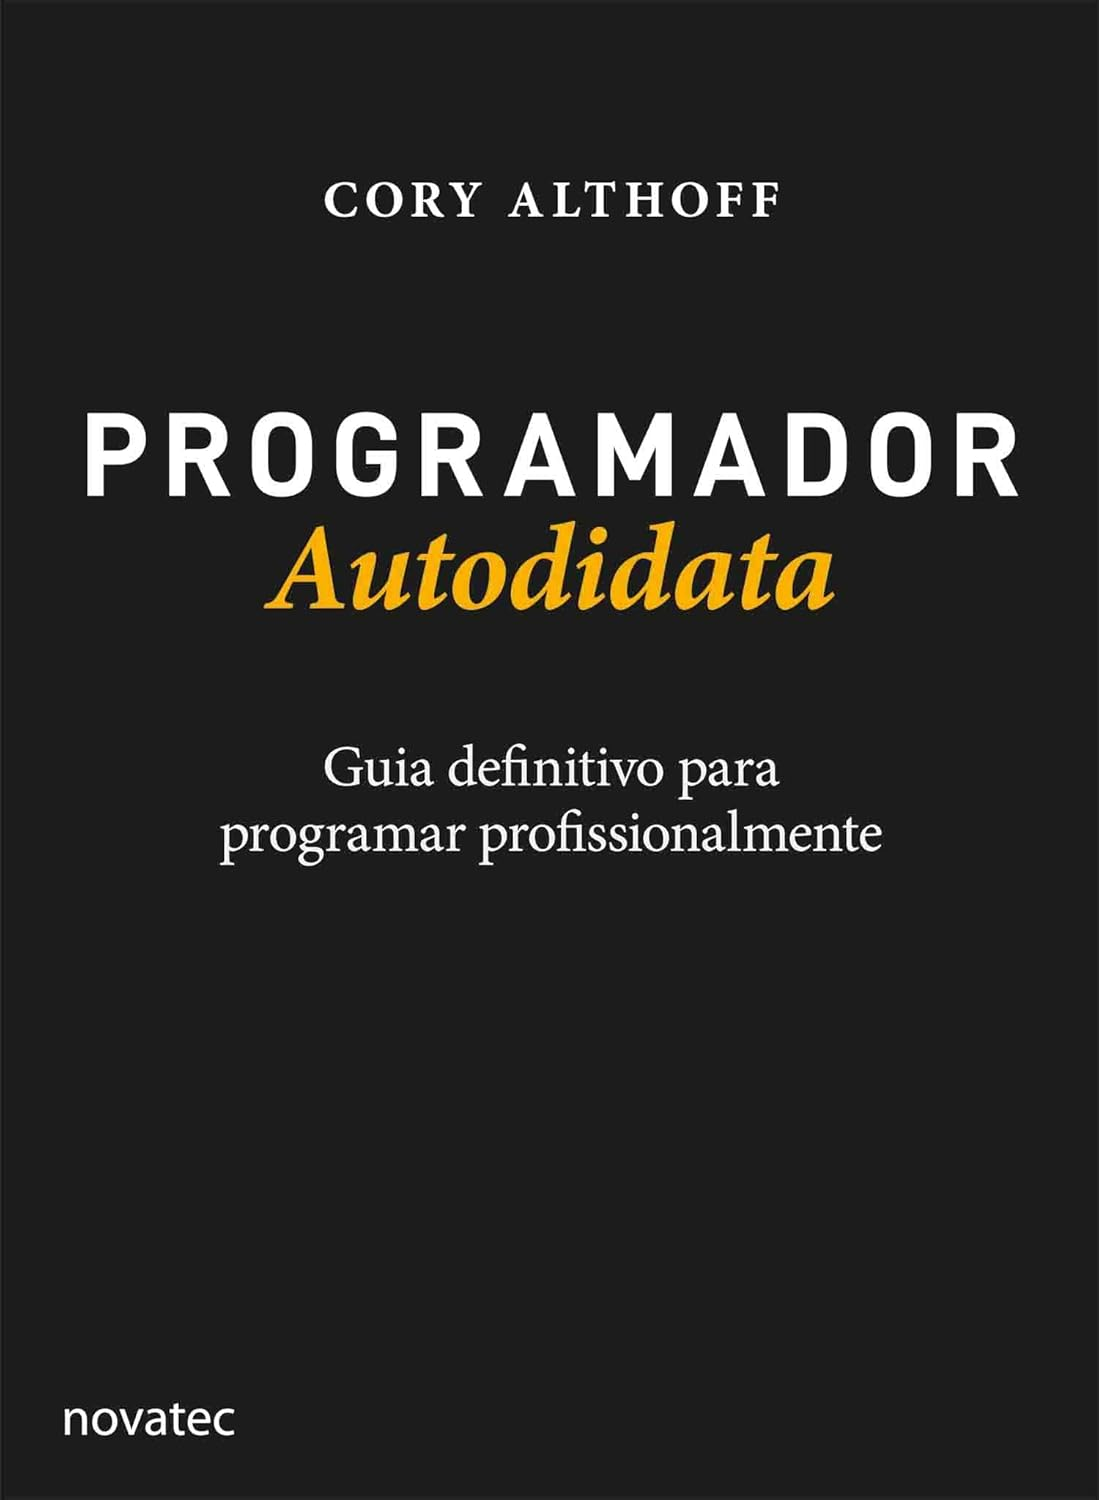 CORY ALTHOFF
PROGRAMADOR
Autodidata
Guia definitivo para
programar profissionalmente
novatec